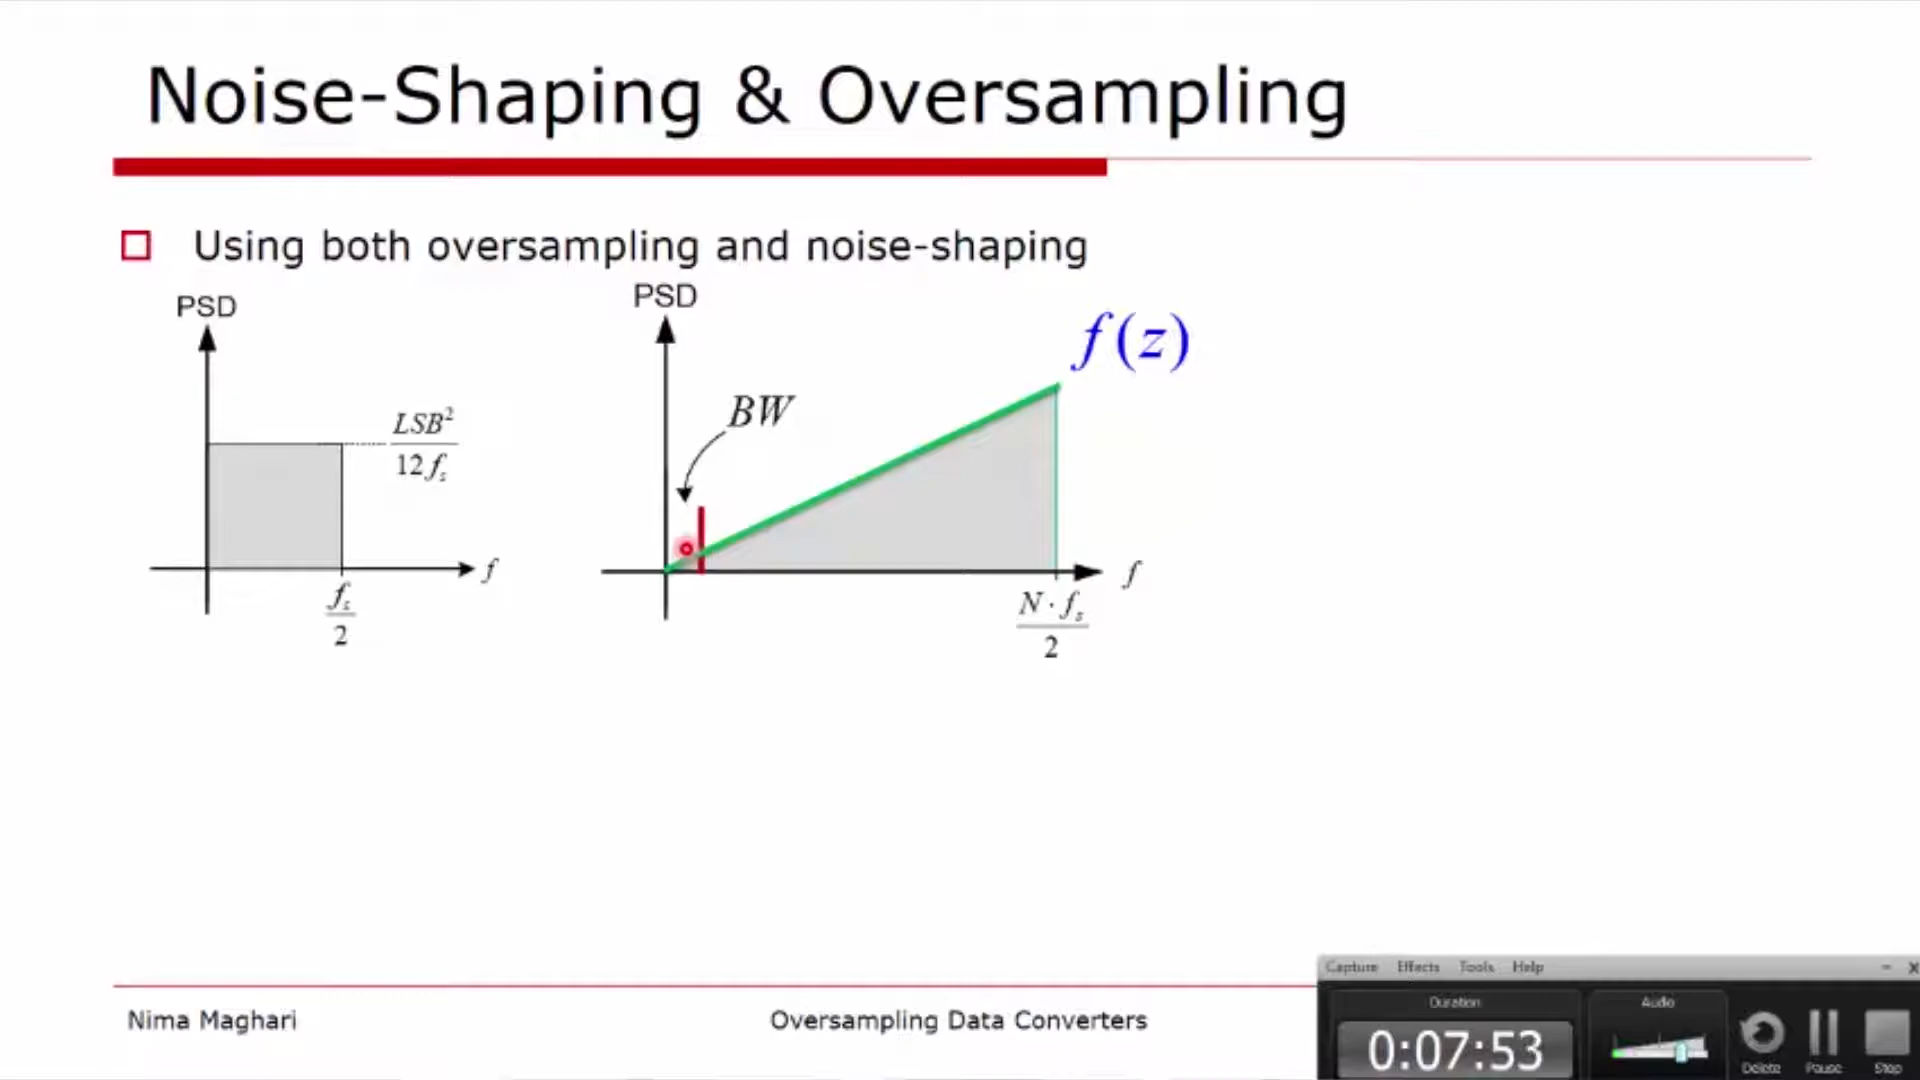 Noise-Shaping & Oversampling
Using both oversampling and noise-shaping
PSD
LSB²
12fₛ
f
fₛ
2
PSD
f(z)
BW
f
N · fₛ
2
Nima Maghari
Oversampling Data Converters
Capture Effects Tools Help
Duration
Audio
0:07:53
Delete
Pause
Stop